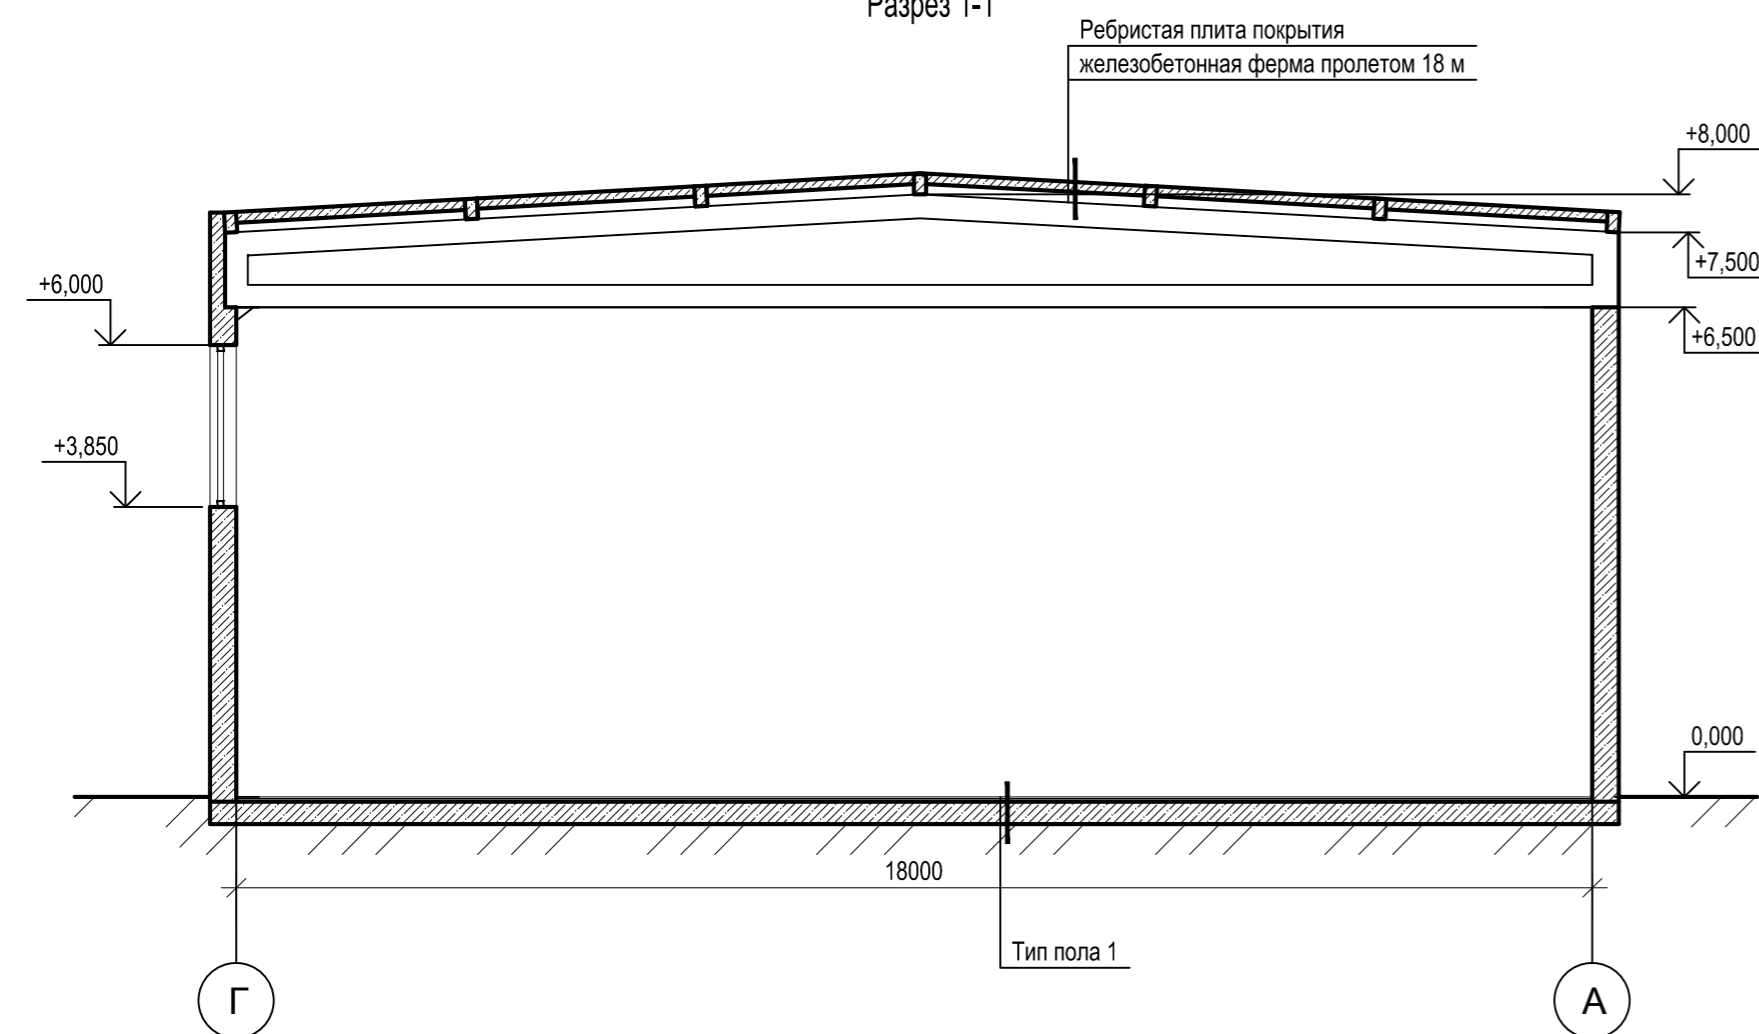 Разрез 1-1
Ребристая плита покрытия
железобетонная ферма пролетом 18 м
+8,000
+7,500
+6,000
+6,500
+3,850
0,000
18000
Тип пола 1
Г
А